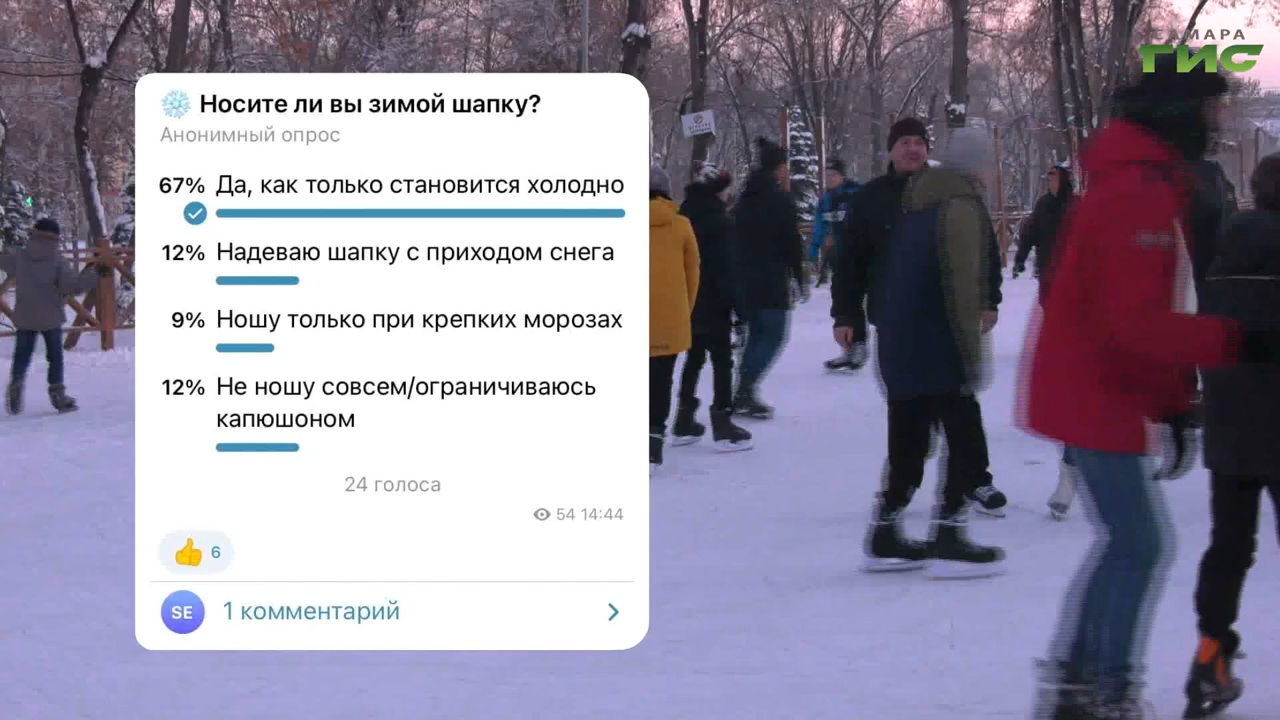 САМАРА
ГИС
Носите ли вы зимой шапку?
Анонимный опрос
67% Да, как только становится холодно
12% Надеваю шапку с приходом снега
9% Ношу только при крепких морозах
12% Не ношу совсем/ограничиваюсь
капюшоном
24 голоса
54 14:44
6
SE 1 комментарий